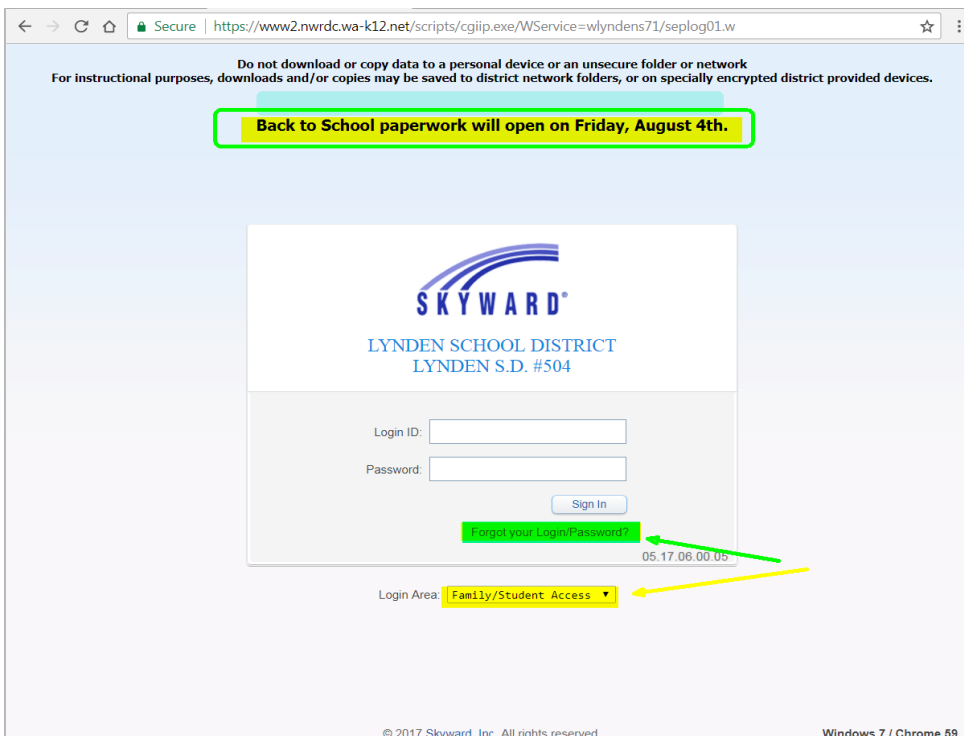 Secure https://www2.nwrdc.wa-k12.net/scripts/cgiip.exe/WService=wlyndens71/seplog01.w
Do not download or copy data to a personal device or an unsecure folder or network
For instructional purposes, downloads and/or copies may be saved to district network folders, or on specially encrypted district provided devices.
Back to School paperwork will open on Friday, August 4th.
SKYWARD®
LYNDEN SCHOOL DISTRICT
LYNDEN S.D. #504
Login ID:
Password:
Sign In
Forgot your Login/Password?
05.17.06.00.05
Login Area: Family/Student Access
© 2017 Skyward, Inc. All rights reserved.
Windows 7 / Chrome 59